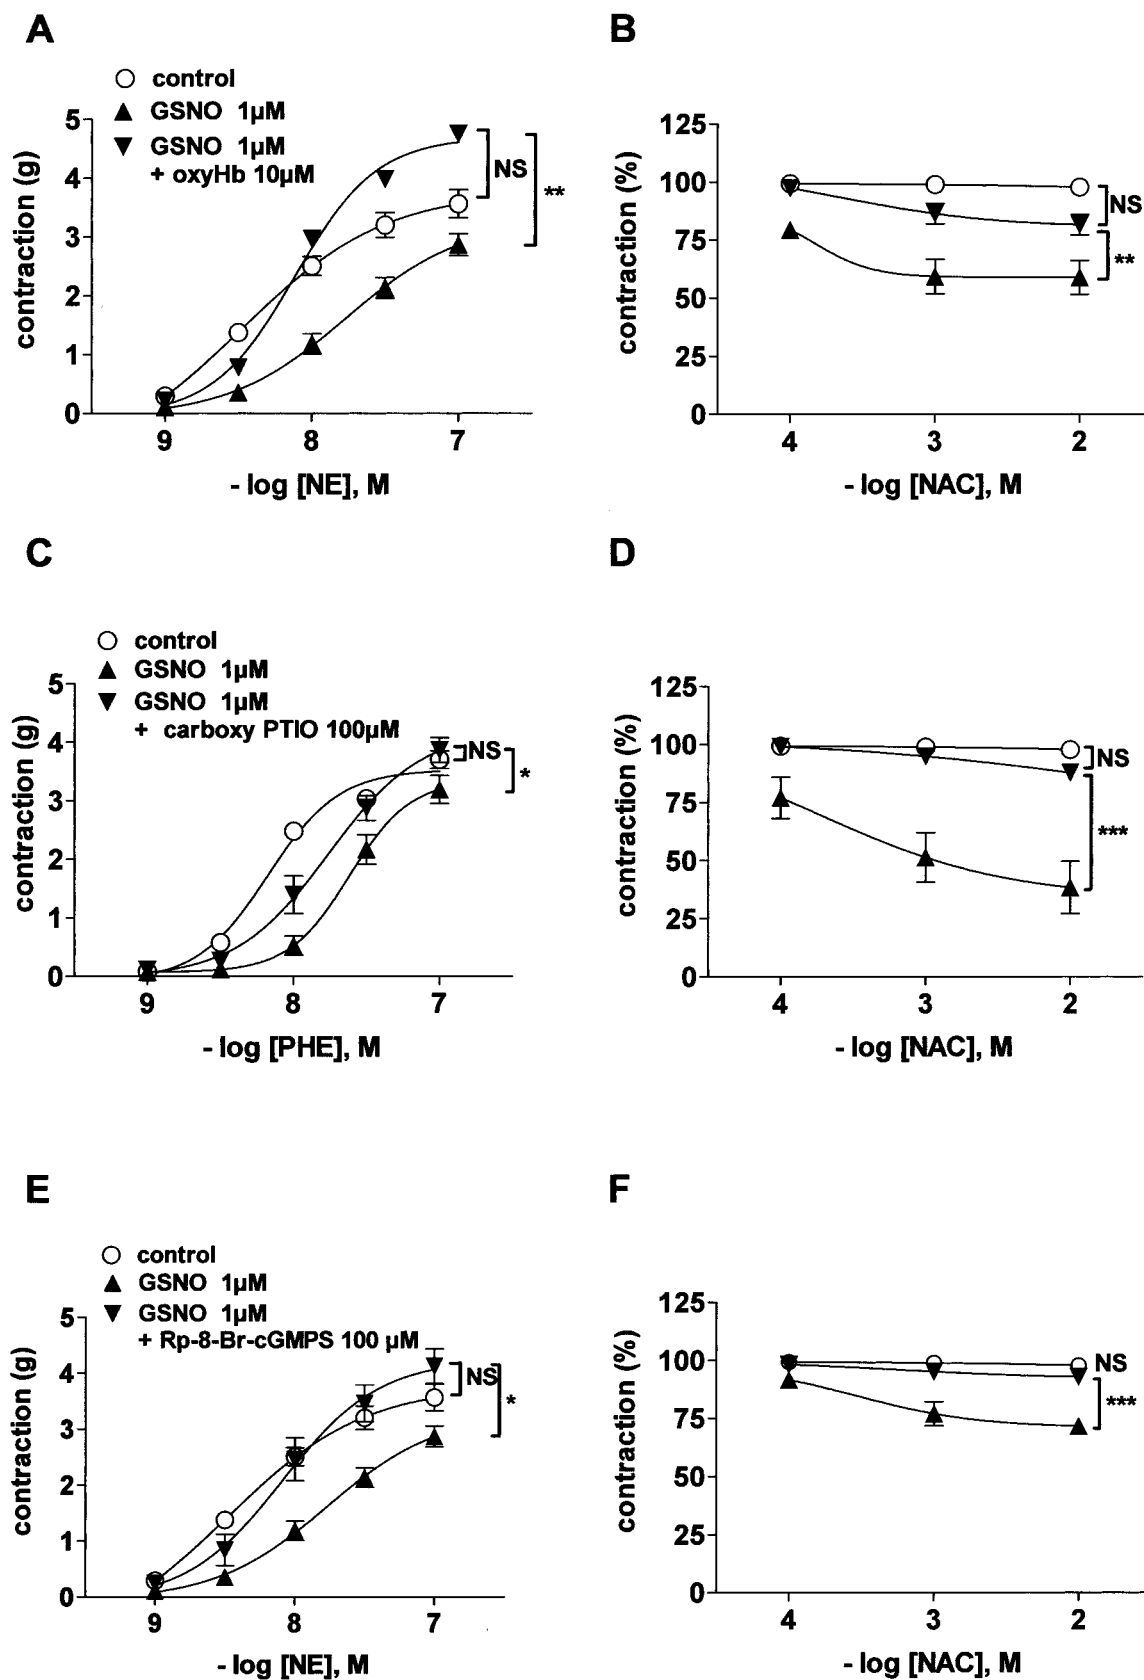 A
control
GSNO 1µM
GSNO 1µM
+ oxyHb 10µM
contraction (g)
5
4
3
2
1
0
NS
**
9 8 7
- log [NE], M
B
contraction (%)
125
100
75
50
25
0
NS
**
4 3 2
- log [NAC], M
C
control
GSNO 1µM
GSNO 1µM
+ carboxy PTIO 100µM
contraction (g)
5
4
3
2
1
0
NS
*
9 8 7
- log [PHE], M
D
contraction (%)
125
100
75
50
25
0
NS
***
4 3 2
- log [NAC], M
E
control
GSNO 1µM
GSNO 1µM
+ Rp-8-Br-cGMPS 100 µM
contraction (g)
5
4
3
2
1
0
NS
*
9 8 7
- log [NE], M
F
contraction (%)
125
100
75
50
25
0
NS
***
4 3 2
- log [NAC], M